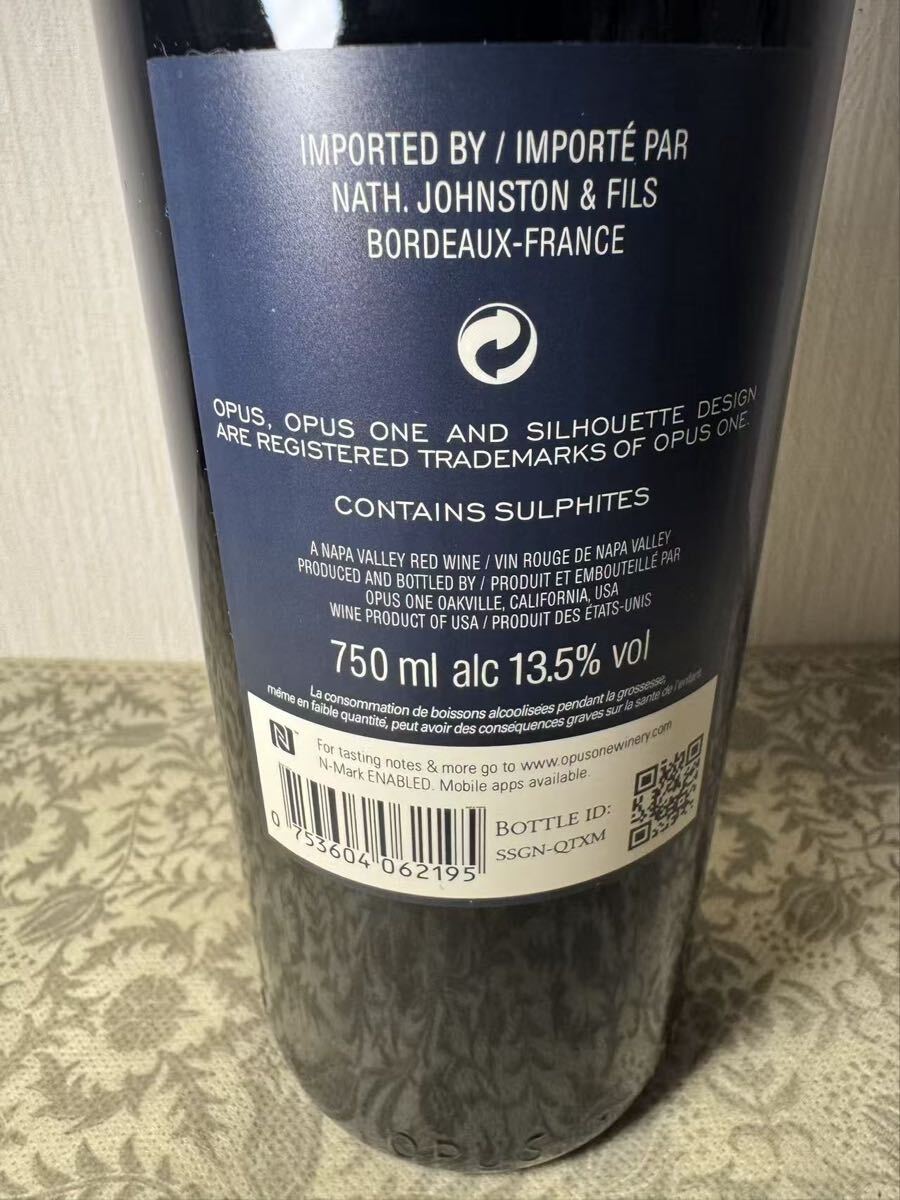 IMPORTED BY / IMPORTÉ PAR
NATH. JOHNSTON & FILS
BORDEAUX-FRANCE
OPUS, OPUS ONE AND SILHOUETTE DESIGN
ARE REGISTERED TRADEMARKS OF OPUS ONE.
CONTAINS SULPHITES
A NAPA VALLEY RED WINE / VIN ROUGE DE NAPA VALLEY
PRODUCED AND BOTTLED BY / PRODUIT ET EMBOUTEILLÉ PAR
OPUS ONE OAKVILLE, CALIFORNIA, USA
WINE PRODUCT OF USA / PRODUIT DES ÉTATS-UNIS
750 ml alc 13.5% vol
La consommation de boissons alcoolisées pendant la grossesse,
même en faible quantité, peut avoir des conséquences graves sur la santé de l'enfant.
N™
For tasting notes & more go to www.opusonewinery.com
N-Mark ENABLED. Mobile apps available.
0 753604 062195
BOTTLE ID:
SSGN-QTXM
OPUS